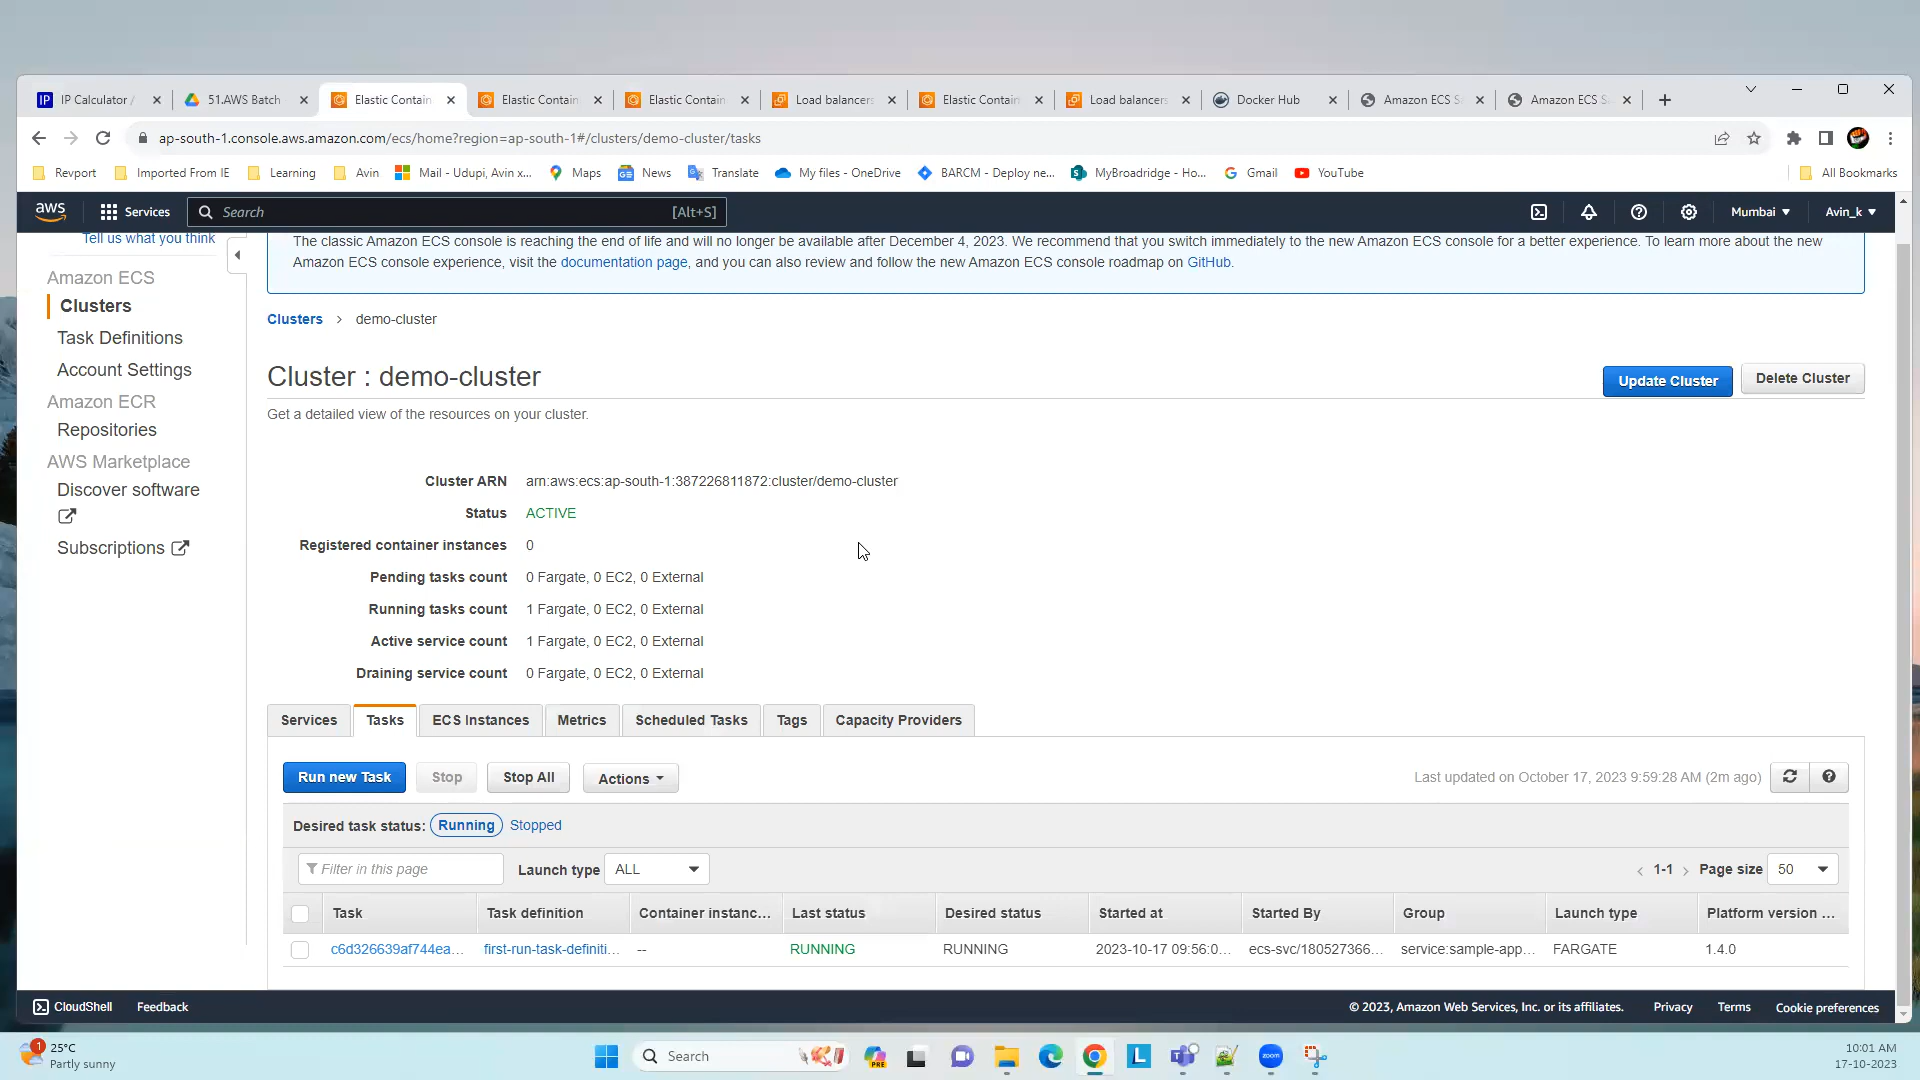 IP Calculator /
51.AWS Batch
Elastic Contain
Elastic Contain
Elastic Contain
Load balancers
Elastic Contain
Load balancers
Docker Hub
Amazon ECS S
Amazon ECS S
ap-south-1.console.aws.amazon.com/ecs/home?region=ap-south-1#/clusters/demo-cluster/tasks
Revport
Imported From IE
Learning
Avin
Mail - Udupi, Avin x...
Maps
News
Translate
My files - OneDrive
BARCM - Deploy ne...
MyBroadridge - Ho...
Gmail
YouTube
All Bookmarks
aws
Services
Search
[Alt+S]
Mumbai
Avin_k
Tell us what you think
The classic Amazon ECS console is reaching the end of life and will no longer be available after December 4, 2023. We recommend that you switch immediately to the new Amazon ECS console for a better experience. To learn more about the new
Amazon ECS console experience, visit the documentation page, and you can also review and follow the new Amazon ECS console roadmap on GitHub.
Amazon ECS
Clusters
Task Definitions
Account Settings
Amazon ECR
Repositories
AWS Marketplace
Discover software
Subscriptions
Clusters > demo-cluster
Cluster : demo-cluster
Update Cluster
Delete Cluster
Get a detailed view of the resources on your cluster.
Cluster ARN arn:aws:ecs:ap-south-1:387226811872:cluster/demo-cluster
Status ACTIVE
Registered container instances 0
Pending tasks count 0 Fargate, 0 EC2, 0 External
Running tasks count 1 Fargate, 0 EC2, 0 External
Active service count 1 Fargate, 0 EC2, 0 External
Draining service count 0 Fargate, 0 EC2, 0 External
Services
Tasks
ECS Instances
Metrics
Scheduled Tasks
Tags
Capacity Providers
Run new Task
Stop
Stop All
Actions
Last updated on October 17, 2023 9:59:28 AM (2m ago)
Desired task status: Running Stopped
Filter in this page
Launch type ALL
1-1
Page size 50
Task Task definition Container instanc... Last status Desired status Started at Started By Group Launch type Platform version ...
c6d326639af744ea... first-run-task-definiti... -- RUNNING RUNNING 2023-10-17 09:56:0... ecs-svc/180527366... service:sample-app... FARGATE 1.4.0
CloudShell
Feedback
© 2023, Amazon Web Services, Inc. or its affiliates.
Privacy
Terms
Cookie preferences
1
25°C
Partly sunny
Search
PRE
L
zoom
10:01 AM
17-10-2023